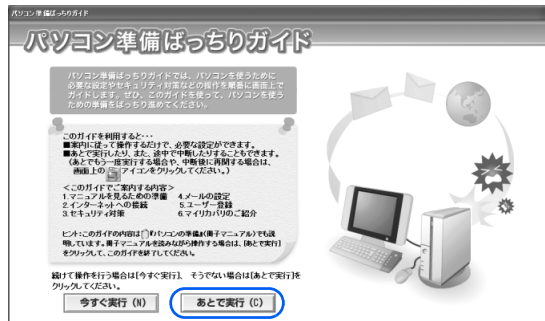 パソコン準備ばっちりガイド
パソコン準備ばっちりガイド
パソコン準備ばっちりガイドでは、パソコンを使うために
必要な設定やセキュリティ対策などの操作を順番に画面上で
ガイドします。ぜひ、このガイドを使って、パソコンを使う
ための準備をばっちり進めてください。
このガイドを利用すると・・・
■案内に従って操作するだけで、必要な設定ができます。
■あとで実行したり、また、途中で中断したりすることもできます。
(あとでもう一度実行する場合や、中断後に再開する場合は、
画面上の アイコンをクリックしてください。)
<このガイドでご案内する内容>
1.マニュアルを見るための準備 4.メールの設定
2.インターネットへの接続 5.ユーザー登録
3.セキュリティ対策 6.マイリカバリのご紹介
ヒント:このガイドの内容は『パソコンの準備』(冊子マニュアル)でも説
明しています。冊子マニュアルを読みながら操作する場合は、[あとで実行]
をクリックして、このガイドを終了してください。
続けて操作を行う場合は[今すぐ実行]、そうでない場合は[あとで実行]を
クリックしてください。
今すぐ実行 (N) あとで実行 (C)